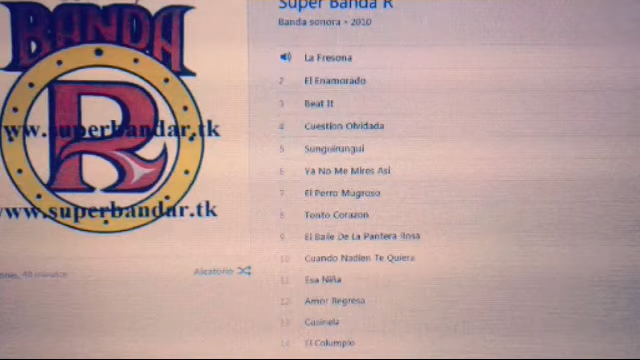 BANDA
R
www.superbandar.tk
www.superbandar.tk
40 minutos
Aleatorio
Super Banda R
Banda sonora • 2010
La Fresona
2 El Enamorado
3 Beat It
4 Cuestion Olvidada
5 Sunguirungui
6 Ya No Me Mires Asi
7 El Perro Mugroso
8 Tonto Corazon
9 El Baile De La Pantera Rosa
10 Cuando Nadien Te Quiera
11 Esa Niña
12 Amor Regresa
13 Cusinela
14 El Columpio